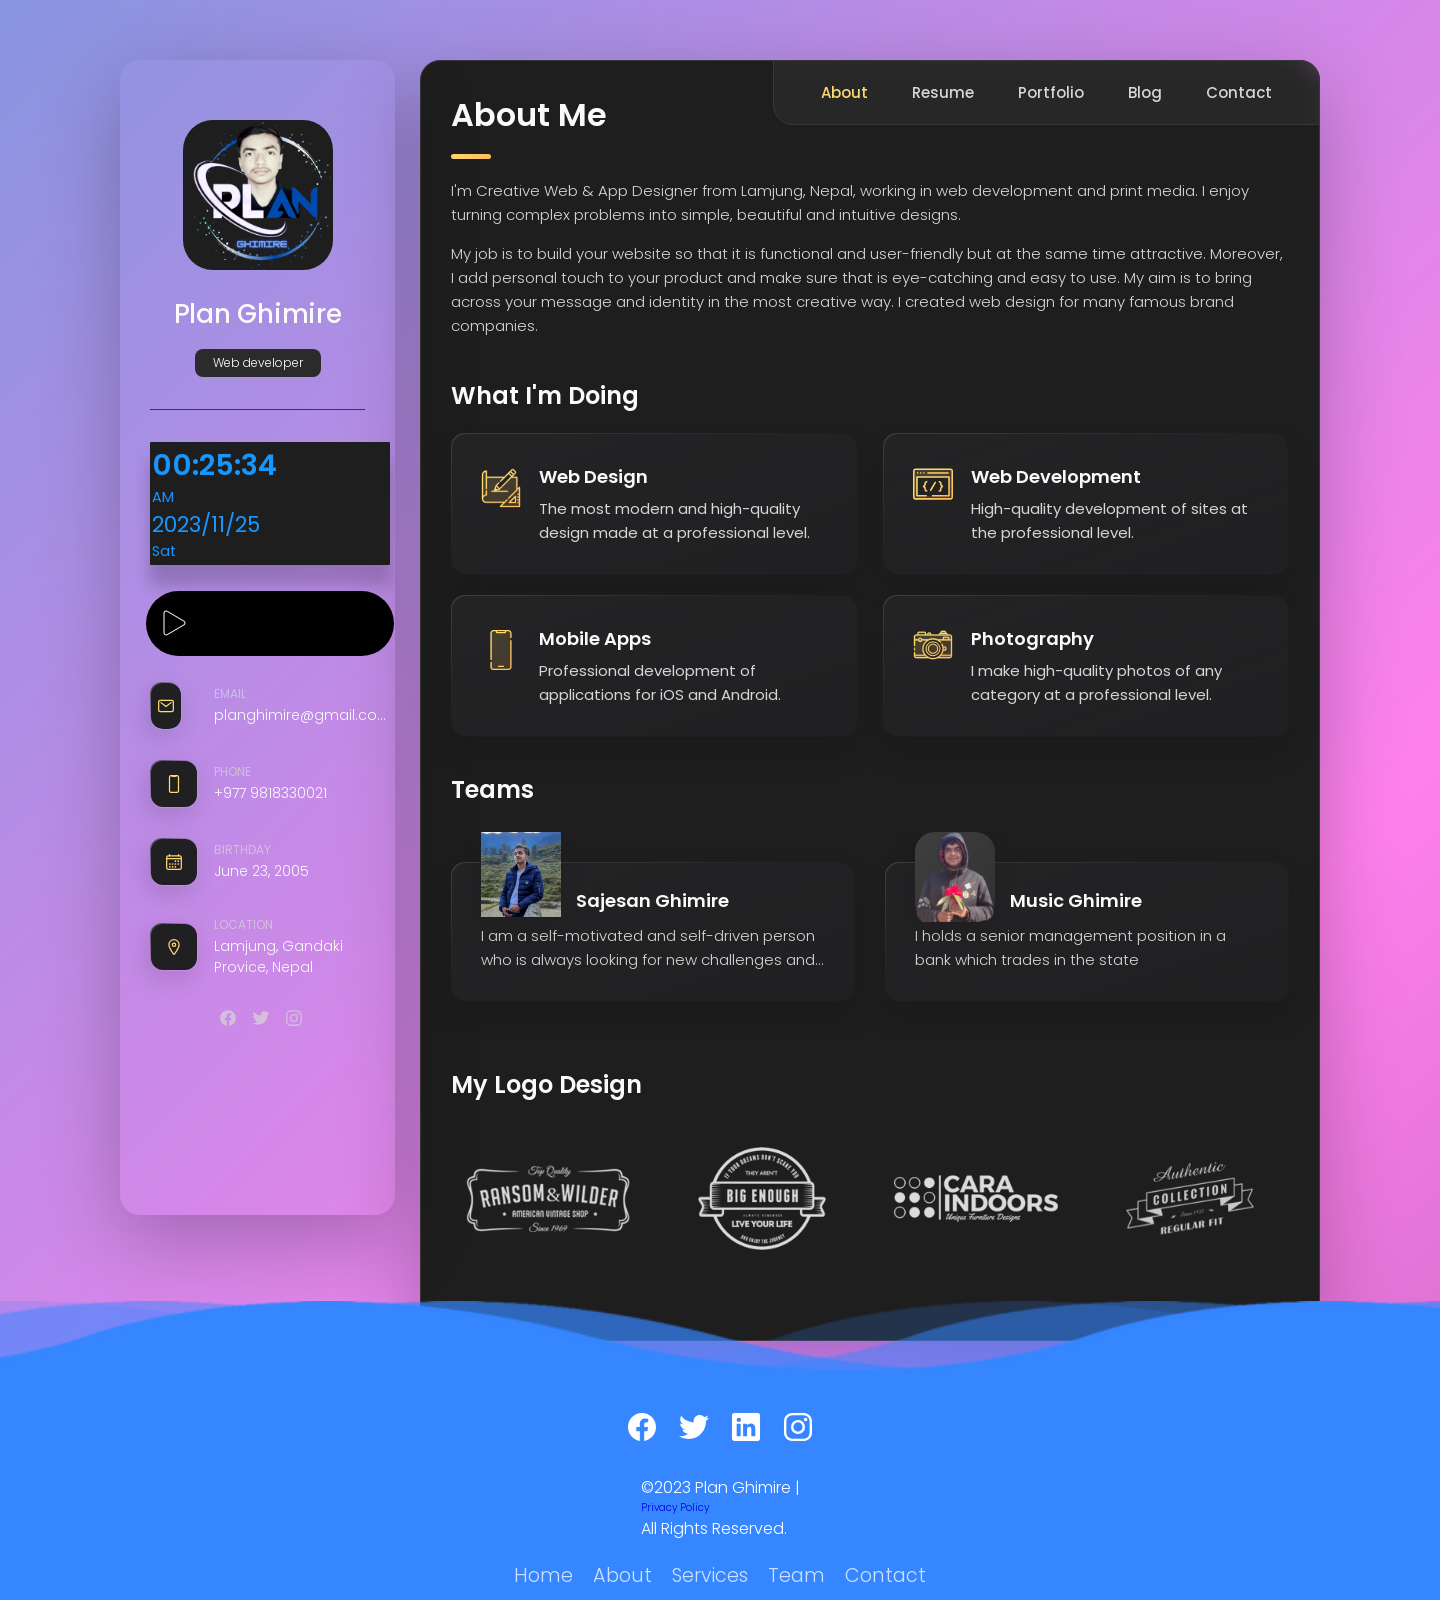 PLAN
GHIMIRE
Plan Ghimire
Web developer
00:25:34
AM
2023/11/25
Sat
EMAIL
planghimire@gmail.co...
PHONE
+977 9818330021
BIRTHDAY
June 23, 2005
LOCATION
Lamjung, Gandaki
Provice, Nepal
About Resume Portfolio Blog Contact
About Me
I'm Creative Web & App Designer from Lamjung, Nepal, working in web development and print media. I enjoy
turning complex problems into simple, beautiful and intuitive designs.
My job is to build your website so that it is functional and user-friendly but at the same time attractive. Moreover,
I add personal touch to your product and make sure that is eye-catching and easy to use. My aim is to bring
across your message and identity in the most creative way. I created web design for many famous brand
companies.
What I'm Doing
Web Design
The most modern and high-quality
design made at a professional level.
Web Development
High-quality development of sites at
the professional level.
Mobile Apps
Professional development of
applications for iOS and Android.
Photography
I make high-quality photos of any
category at a professional level.
Teams
Sajesan Ghimire
I am a self-motivated and self-driven person
who is always looking for new challenges and...
Music Ghimire
I holds a senior management position in a
bank which trades in the state
My Logo Design
Top Quality
RANSOM & WILDER
AMERICAN VINTAGE SHOP
Since 1969
IF YOUR DREAMS DON'T SCARE YOU
THEY AREN'T
BIG ENOUGH
ALWAYS REMEMBER
LIVE YOUR LIFE
AND ENJOY THE JOURNEY
CARA
INDOORS
Unique Furniture Designs
Authentic
COLLECTION
REGULAR FIT
©2023 Plan Ghimire |
Privacy Policy
All Rights Reserved.
Home About Services Team Contact